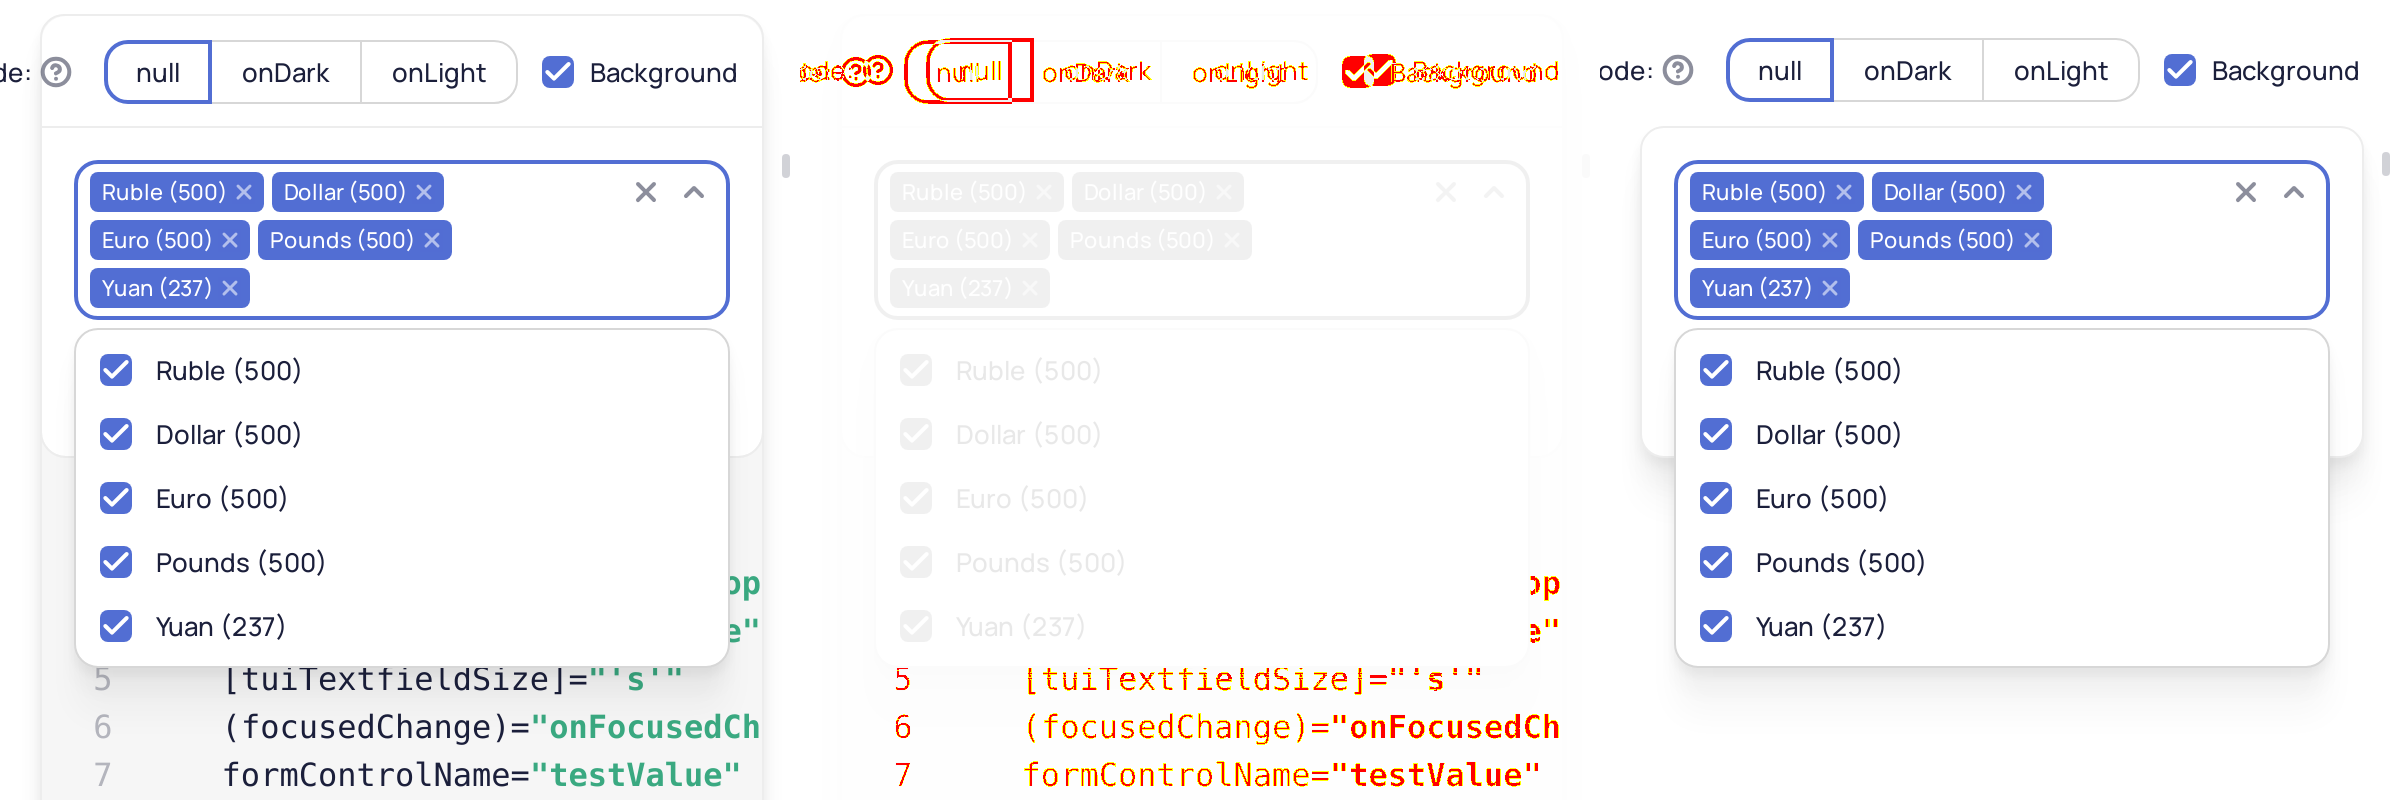 de: null onDark onLight Background
Ruble (500) Dollar (500)
Euro (500) Pounds (500)
Yuan (237)
Ruble (500)
Dollar (500)
Euro (500)
Pounds (500)
op
Yuan (237)
e"
5 [tuiTextfieldSize]="'s'"
6 (focusedChange)="onFocusedCh
7 formControlName="testValue"
null onDark onLight Background
Ruble (500) Dollar (500)
Euro (500) Pounds (500)
Yuan (237)
Ruble (500)
Dollar (500)
Euro (500)
Pounds (500)
op
Yuan (237)
e"
5 [tuiTextfieldSize]="'s'"
6 (focusedChange)="onFocusedCh
7 formControlName="testValue"
ode: null onDark onLight Background
Ruble (500) Dollar (500)
Euro (500) Pounds (500)
Yuan (237)
Ruble (500)
Dollar (500)
Euro (500)
Pounds (500)
Yuan (237)